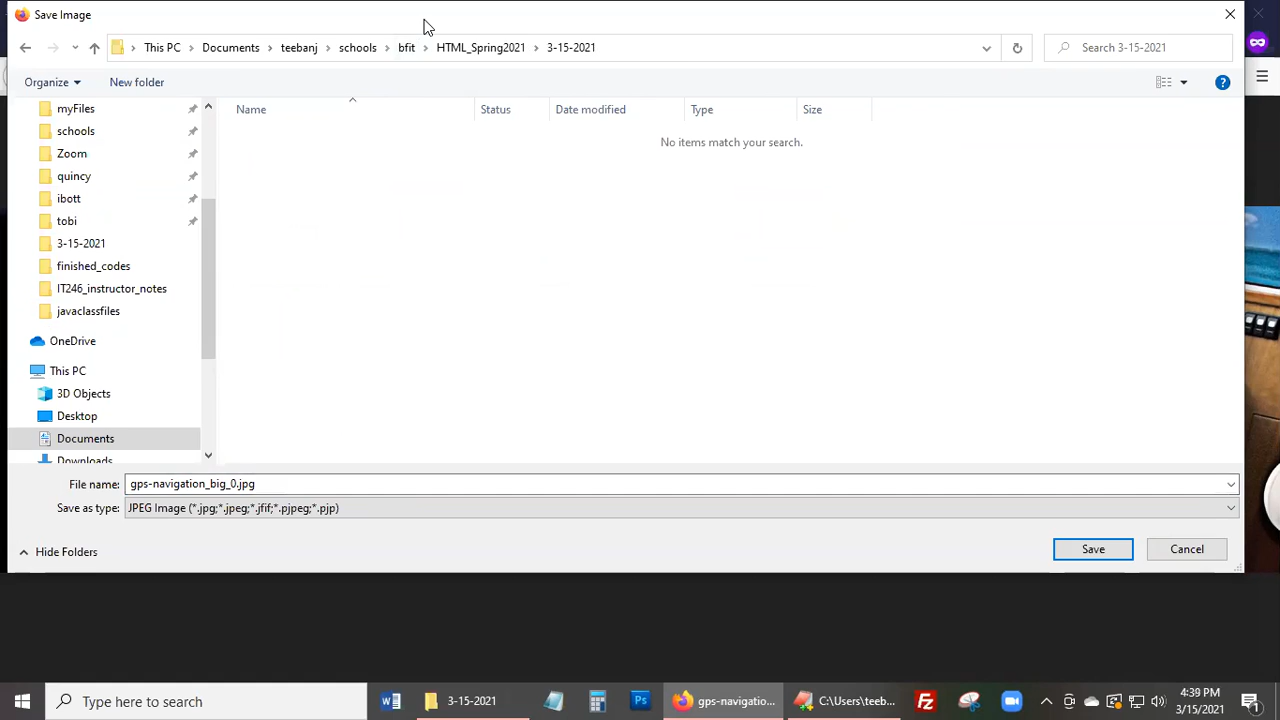 Save Image
This PC > Documents > teebanj > schools > bfit > HTML_Spring2021 > 3-15-2021
Search 3-15-2021
Organize
New folder
Name
Status
Date modified
Type
Size
No items match your search.
myFiles
schools
Zoom
quincy
ibott
tobi
3-15-2021
finished_codes
IT246_instructor_notes
javaclassfiles
OneDrive
This PC
3D Objects
Desktop
Documents
Downloads
File name: gps-navigation_big_0.jpg
Save as type: JPEG Image (*.jpg;*.jpeg;*.jfif;*.pjpeg;*.pjp)
Hide Folders
Save
Cancel
Type here to search
3-15-2021
Ps
gps-navigatio...
C:\Users\teeb...
Fz
4:39 PM
3/15/2021
1